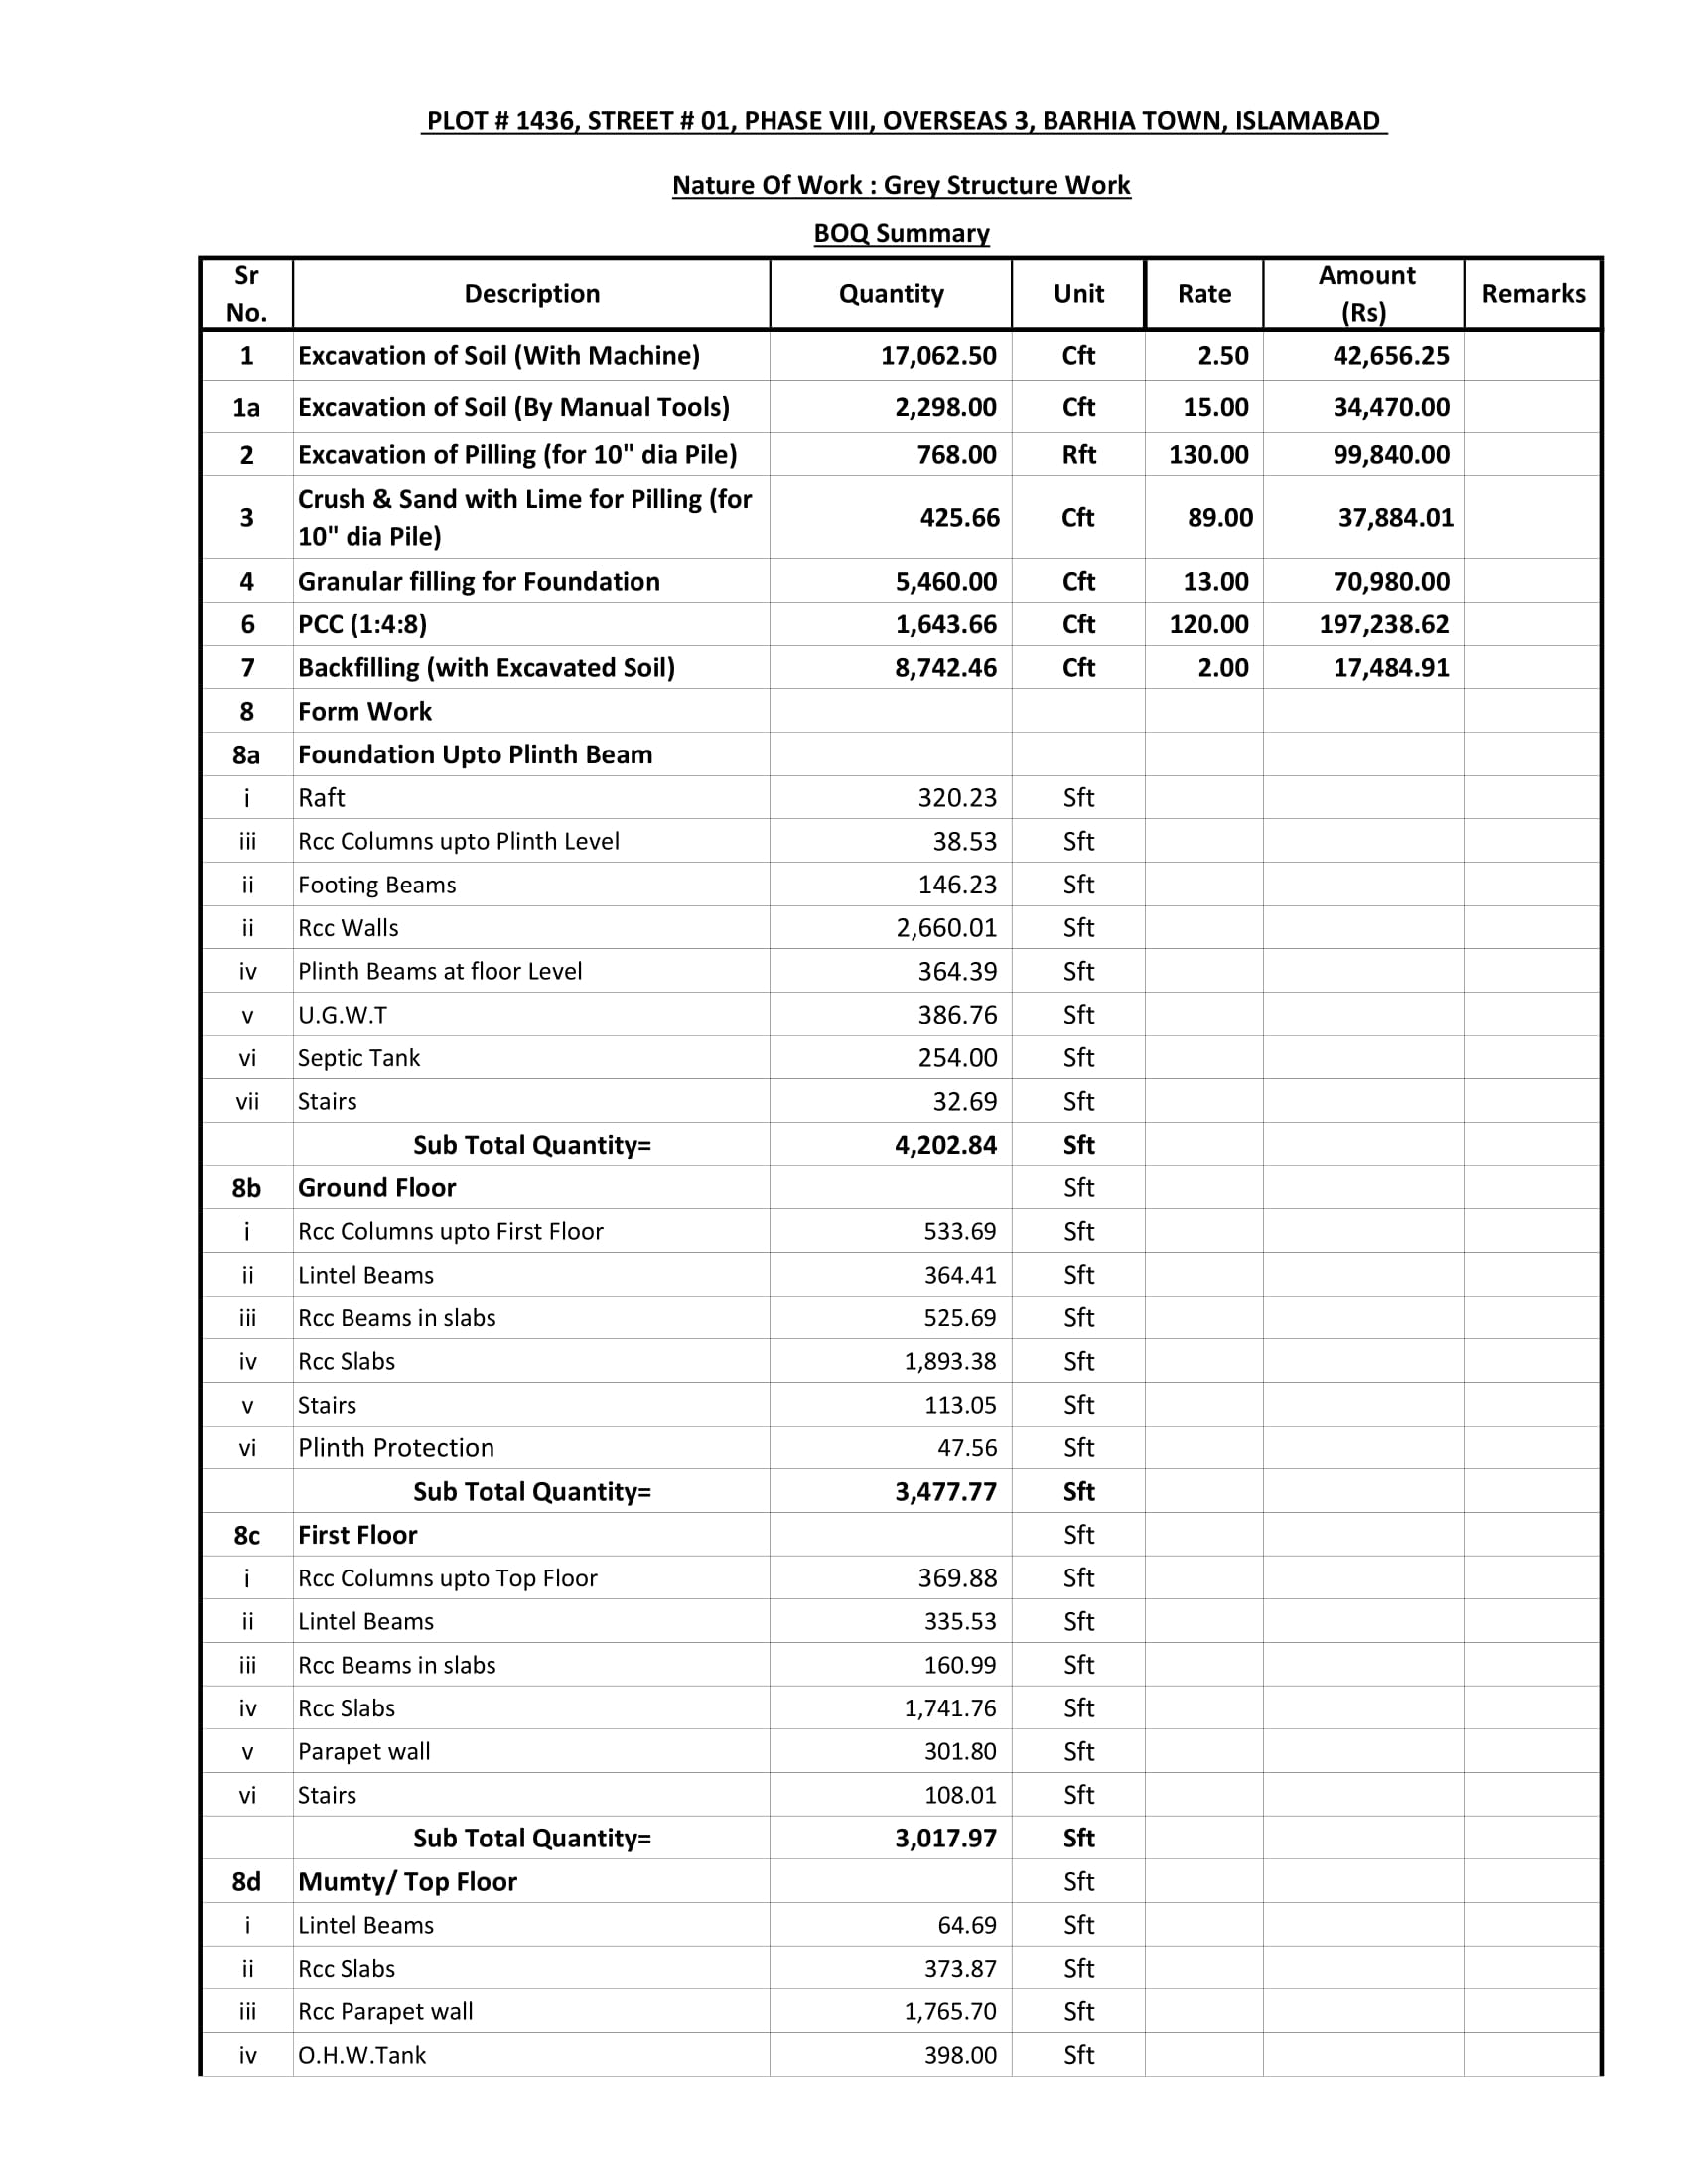 PLOT # 1436, STREET # 01, PHASE VIII, OVERSEAS 3, BARHIA TOWN, ISLAMABAD
Nature Of Work : Grey Structure Work
BOQ Summary
Sr No. Description Quantity Unit Rate Amount (Rs) Remarks
1 Excavation of Soil (With Machine) 17,062.50 Cft 2.50 42,656.25
1a Excavation of Soil (By Manual Tools) 2,298.00 Cft 15.00 34,470.00
2 Excavation of Pilling (for 10" dia Pile) 768.00 Rft 130.00 99,840.00
3 Crush & Sand with Lime for Pilling (for 10" dia Pile) 425.66 Cft 89.00 37,884.01
4 Granular filling for Foundation 5,460.00 Cft 13.00 70,980.00
6 PCC (1:4:8) 1,643.66 Cft 120.00 197,238.62
7 Backfilling (with Excavated Soil) 8,742.46 Cft 2.00 17,484.91
8 Form Work
8a Foundation Upto Plinth Beam
i Raft 320.23 Sft
iii Rcc Columns upto Plinth Level 38.53 Sft
ii Footing Beams 146.23 Sft
ii Rcc Walls 2,660.01 Sft
iv Plinth Beams at floor Level 364.39 Sft
v U.G.W.T 386.76 Sft
vi Septic Tank 254.00 Sft
vii Stairs 32.69 Sft
Sub Total Quantity= 4,202.84 Sft
8b Ground Floor Sft
i Rcc Columns upto First Floor 533.69 Sft
ii Lintel Beams 364.41 Sft
iii Rcc Beams in slabs 525.69 Sft
iv Rcc Slabs 1,893.38 Sft
v Stairs 113.05 Sft
vi Plinth Protection 47.56 Sft
Sub Total Quantity= 3,477.77 Sft
8c First Floor Sft
i Rcc Columns upto Top Floor 369.88 Sft
ii Lintel Beams 335.53 Sft
iii Rcc Beams in slabs 160.99 Sft
iv Rcc Slabs 1,741.76 Sft
v Parapet wall 301.80 Sft
vi Stairs 108.01 Sft
Sub Total Quantity= 3,017.97 Sft
8d Mumty/ Top Floor Sft
i Lintel Beams 64.69 Sft
ii Rcc Slabs 373.87 Sft
iii Rcc Parapet wall 1,765.70 Sft
iv O.H.W.Tank 398.00 Sft